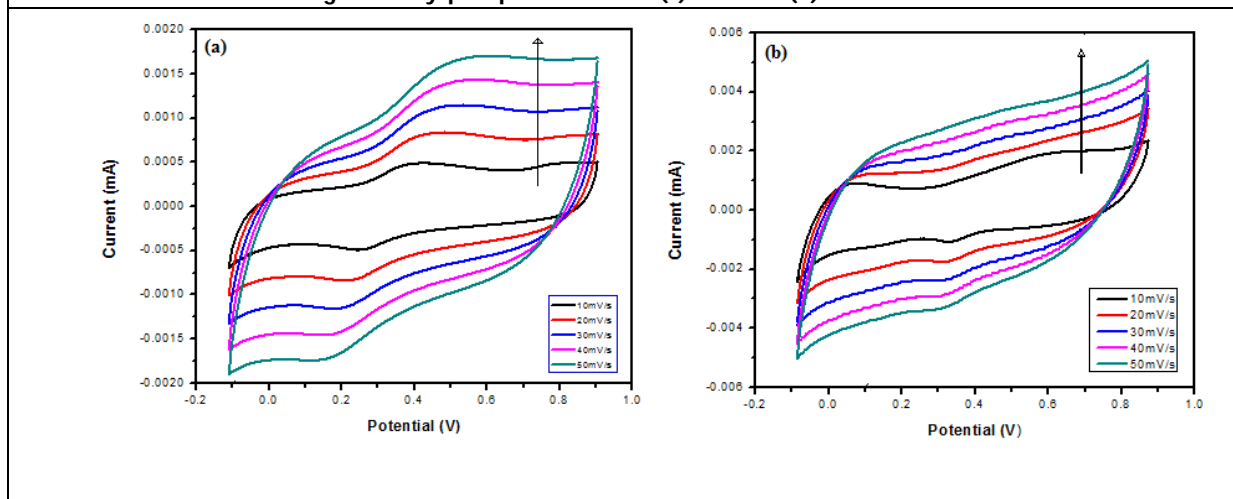 (a)
Current (mA)
0.0020
0.0015
0.0010
0.0005
0.0000
-0.0005
-0.0010
-0.0015
-0.0020
10mV/s
20mV/s
30mV/s
40mV/s
50mV/s
-0.2 0.0 0.2 0.4 0.6 0.8 1.0
Potential (V)
(b)
Current (mA)
0.006
0.004
0.002
0.000
-0.002
-0.004
-0.006
10mV/s
20mV/s
30mV/s
40mV/s
50mV/s
-0.2 0.0 0.2 0.4 0.6 0.8 1.0
Potential (V)